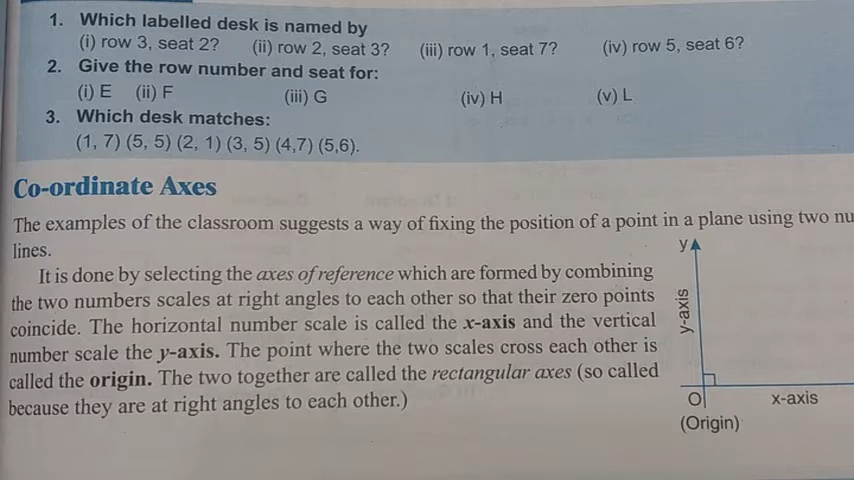 1. Which labelled desk is named by
(i) row 3, seat 2? (ii) row 2, seat 3? (iii) row 1, seat 7? (iv) row 5, seat 6?
2. Give the row number and seat for:
(i) E (ii) F (iii) G (iv) H (v) L
3. Which desk matches:
(1, 7) (5, 5) (2, 1) (3, 5) (4,7) (5,6).
Co-ordinate Axes
The examples of the classroom suggests a way of fixing the position of a point in a plane using two nu
lines.
It is done by selecting the axes of reference which are formed by combining
the two numbers scales at right angles to each other so that their zero points
coincide. The horizontal number scale is called the x-axis and the vertical
number scale the y-axis. The point where the two scales cross each other is
called the origin. The two together are called the rectangular axes (so called
because they are at right angles to each other.)
y
y-axis
O
x-axis
(Origin)